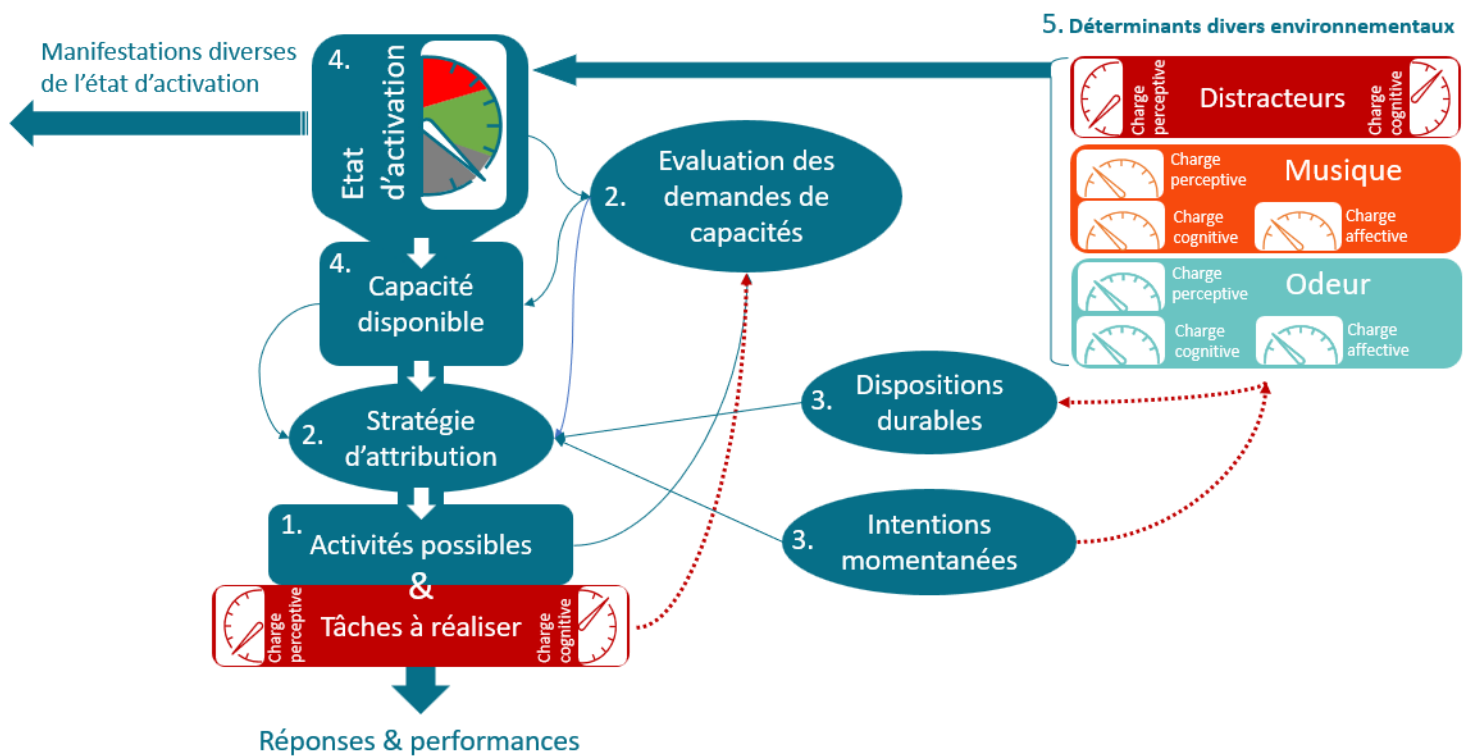 5. Déterminants divers environnementaux
Manifestations diverses
de l'état d'activation
4.
Etat
d'activation
Charge
perceptive
Distracteurs
Charge
cognitive
Charge
perceptive
Musique
Charge
cognitive
Charge
affective
Charge
perceptive
Odeur
Charge
cognitive
Charge
affective
2.
Evaluation des
demandes de
capacités
4.
Capacité
disponible
3.
Dispositions
durables
2.
Stratégie
d'attribution
3.
Intentions
momentanées
1.
Activités possibles
&
Charge
perceptive
Tâches à réaliser
Charge
cognitive
Réponses & performances